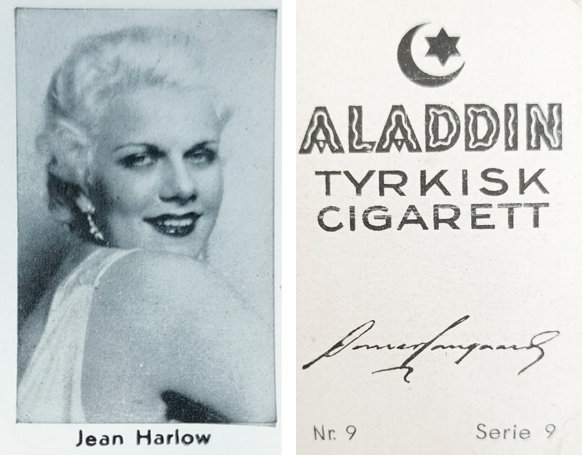 Jean Harlow
ALADDIN
TYRKISK
CIGARETT
Nr. 9 Serie 9